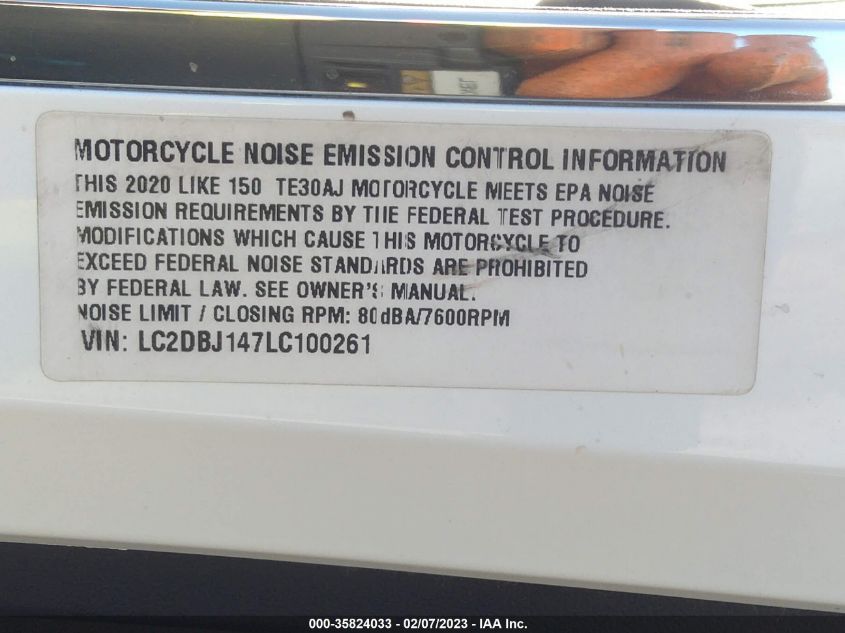 MOTORCYCLE NOISE EMISSION CONTROL INFORMATION
THIS 2020 LIKE 150 TE30AJ MOTORCYCLE MEETS EPA NOISE
EMISSION REQUIREMENTS BY THE FEDERAL TEST PROCEDURE.
MODIFICATIONS WHICH CAUSE THIS MOTORCYCLE TO
EXCEED FEDERAL NOISE STANDARDS ARE PROHIBITED
BY FEDERAL LAW. SEE OWNER'S MANUAL.
NOISE LIMIT / CLOSING RPM: 80dBA/7600RPM
VIN: LC2DBJ147LC100261
000-35824033 - 02/07/2023 - IAA Inc.